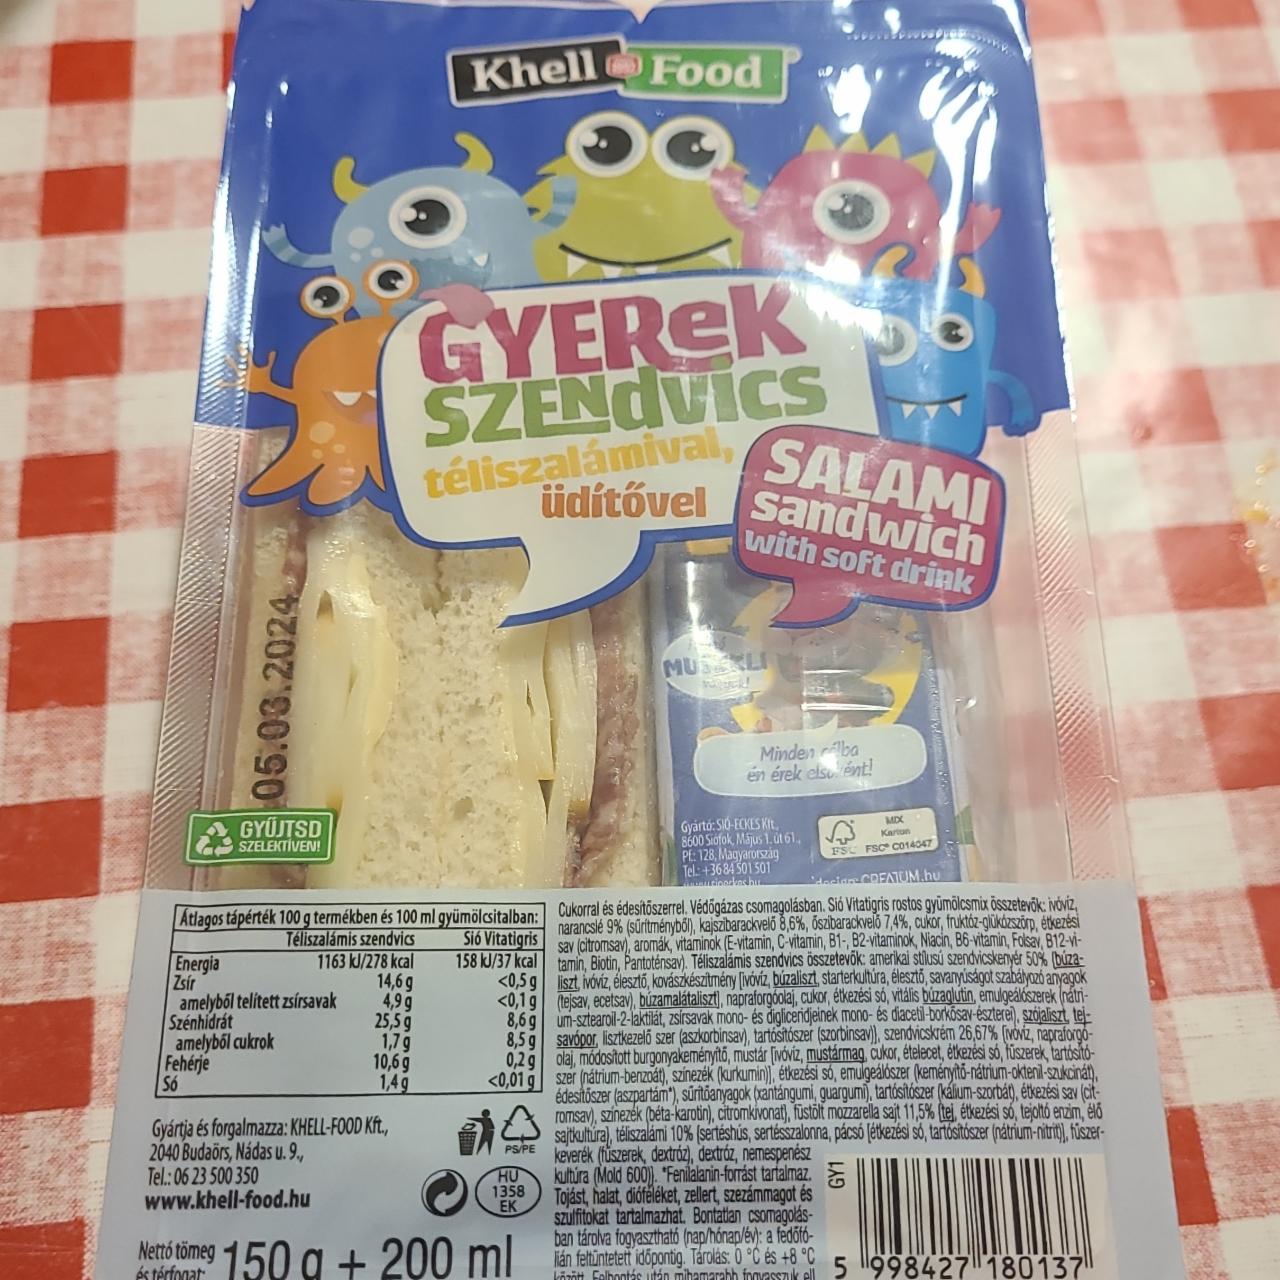 Khell Food
GYEREK
SZENDVICS
téliszalámival,
üdítővel
SALAMI
sandwich
with soft drink
05.03.2024
Minden célba
én érek elsőként!
Gyártó: SIÓ-ECKES Kft.,
8600 Siófok, Május 1. út 61.,
Pf.: 128, Magyarország
Tel.: +36 84 501 501
MIX
Karton
FSC FSC® C014047
design: CREATUM.hu
GYŰJTSD
SZELEKTÍVEN!
Átlagos tápérték 100 g termékben és 100 ml gyümölcsitalban:
Téliszalámis szendvics Sió Vitatigris
Energia 1163 kJ/278 kcal 158 kJ/37 kcal
Zsír 14,6 g <0,5 g
amelyből telített zsírsavak 4,9 g <0,1 g
Szénhidrát 25,5 g 8,6 g
amelyből cukrok 1,7 g 8,5 g
Fehérje 10,6 g 0,2 g
Só 1,4 g <0,01 g
Gyártja és forgalmazza: KHELL-FOOD Kft.,
2040 Budaörs, Nádas u. 9.,
Tel.: 06 23 500 350
www.khell-food.hu
PS/PE
HU
1358
EK
Nettó tömeg
és térfogat:
150 g + 200 ml
Cukorral és édesítőszerrel. Védőgázas csomagolásban. Sió Vitatigris rostos gyümölcsmix összetevők: ivóvíz,
narancslé 9% (sűrítményből), kajszibarackvelő 8,6%, őszibarackvelő 7,4%, cukor, fruktóz-glükózszörp, étkezési
sav (citromsav), aromák, vitaminok (E-vitamin, C-vitamin, B1-, B2-vitaminok, Niacin, B6-vitamin, Folsav, B12-vi-
tamin, Biotin, Pantoténsav). Téliszalámis szendvics összetevők: amerikai stílusú szendvicskenyér 50% [búza-
liszt, ivóvíz, élesztő, kovászkészítmény [ivóvíz, búzaliszt, starterkultúra, élesztő, savanyúságot szabályozó anyagok
(tejsav, ecetsav), búzamalátaliszt], napraforgóolaj, cukor, étkezési só, vitális búzaglutin, emulgeálószerek (nátri-
um-sztearoil-2-laktilát, zsírsavak mono- és digliceridjeinek mono- és diacetil-borkősav-észterei), szójaliszt, tej-
savópor, lisztkezelő szer (aszkorbinsav), tartósítószer (szorbinsav)], szendvicskrém 26,67% [ivóvíz, napraforgó-
olaj, módosított burgonyakeményítő, mustár [ivóvíz, mustármag, cukor, ételecet, étkezési só, fűszerek, tartósító-
szer (nátrium-benzoát), színezék (kurkumin)], étkezési só, emulgeálószer (keményítő-nátrium-oktenil-szukcinát),
édesítőszer (aszpartám*), sűrítőanyagok (xantángumi, guargumi), tartósítószer (kálium-szorbát), étkezési sav (cit-
romsav), színezék (béta-karotin), citromkivonat), füstölt mozzarella sajt 11,5% (tej, étkezési só, tejoltó enzim, élő
sajtkultúra), téliszalámi 10% (sertéshús, sertésszalonna, pácsó [étkezési só, tartósítószer (nátrium-nitrit)], fűszer-
keverék (fűszerek, dextróz), dextróz, nemespenész
kultúra (Mold 600)). *Fenilalanin-forrást tartalmaz.
Tojást, halat, dióféléket, zellert, szezámmagot és
szulfitokat tartalmazhat. Bontatlan csomagolás-
ban tárolva fogyasztható (nap/hónap/év): a fedőfó-
lián feltüntetett időpontig. Tárolás: 0 °C és +8 °C
között. Felbontás után mihamarabb fogyasszuk el!
GY1
5 998427 180137